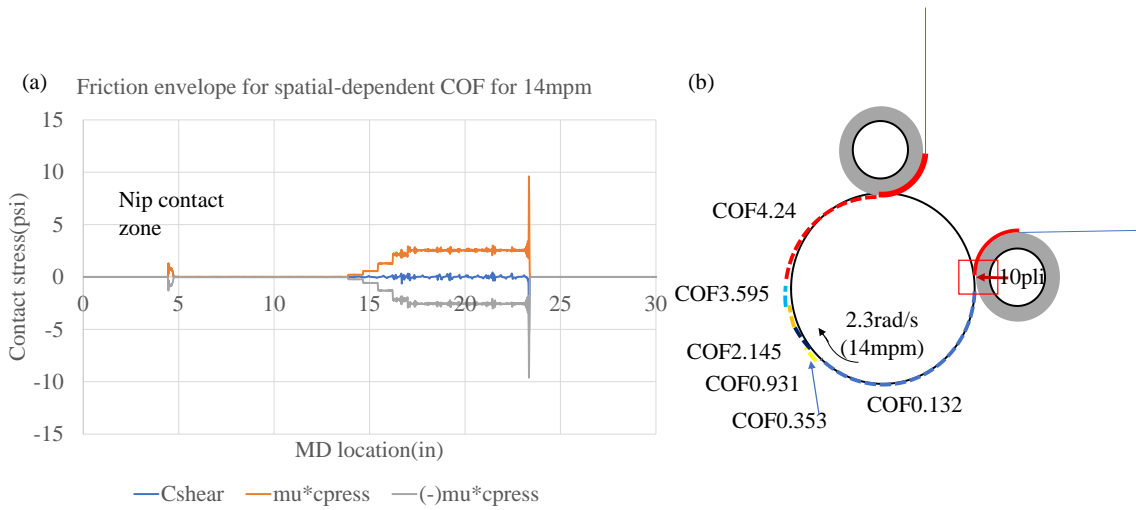 (a)
Friction envelope for spatial-dependent COF for 14mpm
15
10
5
0
-5
-10
-15
0
5
10
15
20
25
30
Nip contact
zone
Contact stress(psi)
MD location(in)
Cshear
mu*cpress
(-)mu*cpress
(b)
COF4.24
COF3.595
COF2.145
COF0.931
COF0.353
COF0.132
2.3rad/s
(14mpm)
10pli